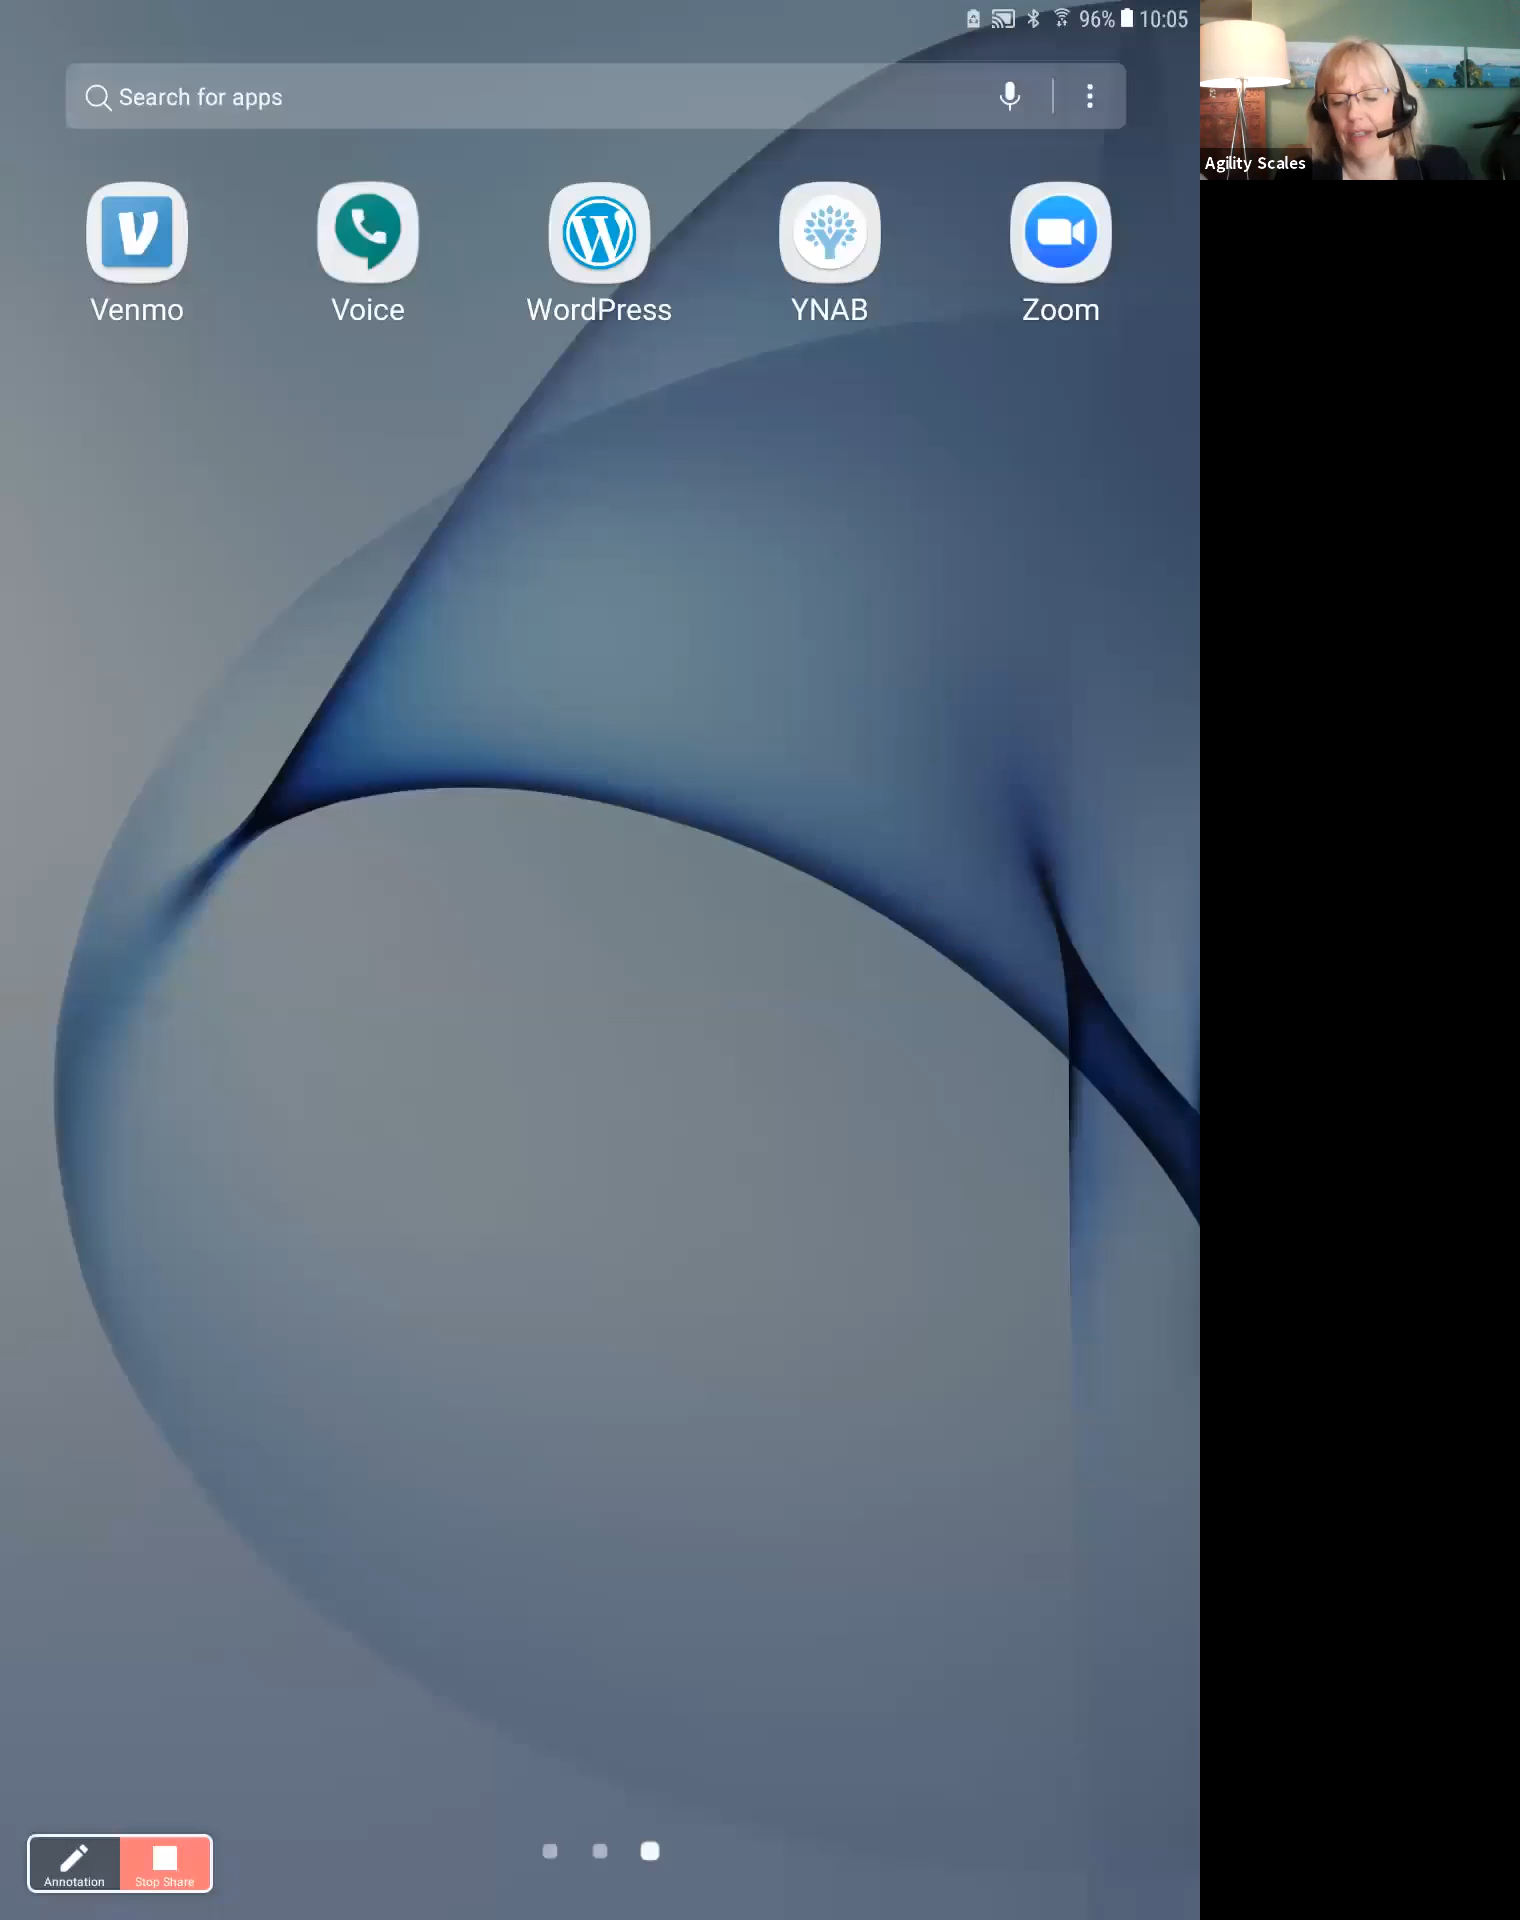 96% 10:05
Search for apps
Venmo
Voice
WordPress
YNAB
Zoom
Agility Scales
Annotation
Stop Share